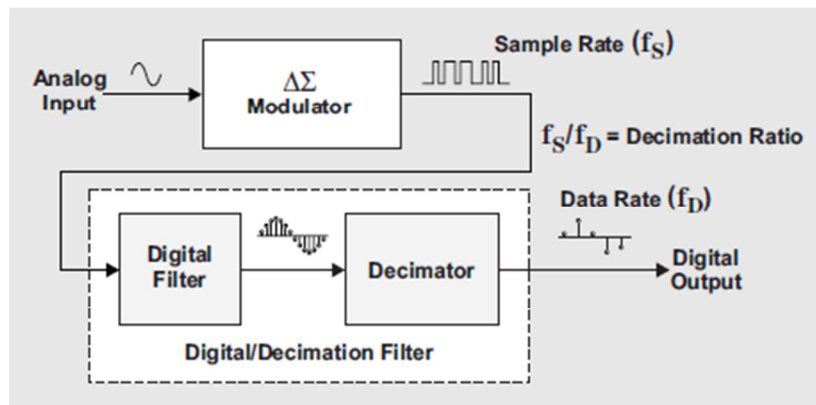 Analog
Input
ΔΣ
Modulator
Sample Rate (fS)
fS/fD = Decimation Ratio
Data Rate (fD)
Digital
Filter
Decimator
Digital
Output
Digital/Decimation Filter